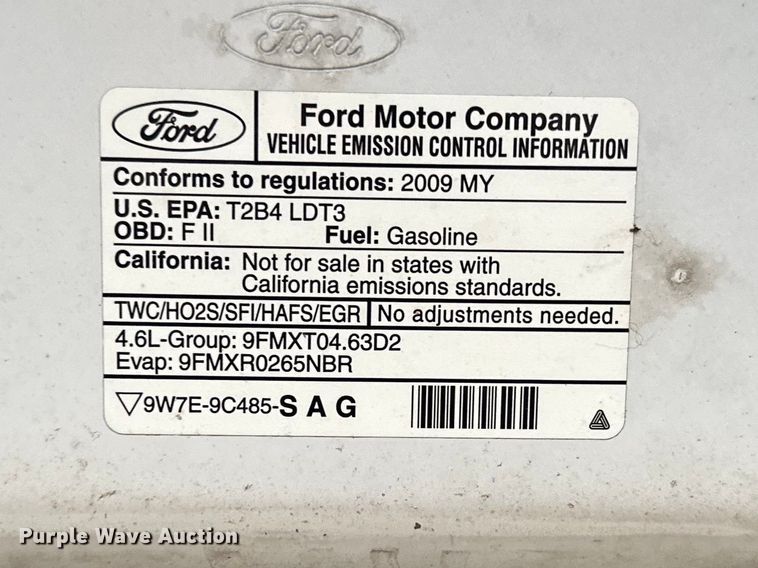 Ford
Ford
Ford Motor Company
VEHICLE EMISSION CONTROL INFORMATION
Conforms to regulations: 2009 MY
U.S. EPA: T2B4 LDT3
OBD: F II Fuel: Gasoline
California: Not for sale in states with
California emissions standards.
TWC/HO2S/SFI/HAFS/EGR No adjustments needed.
4.6L-Group: 9FMXT04.63D2
Evap: 9FMXR0265NBR
9W7E-9C485-S A G
Purple Wave Auction